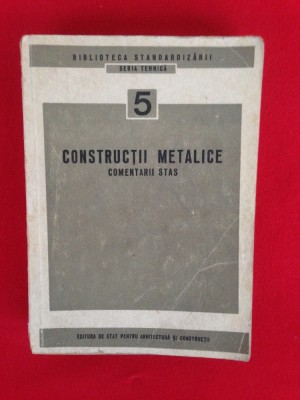 BIBLIOTECA STANDARDIZĂRII
SERIA TEHNICĂ
5
CONSTRUCȚII METALICE
COMENTARII STAS
EDITURA DE STAT PENTRU ARHITECTURĂ ȘI CONSTRUCȚII